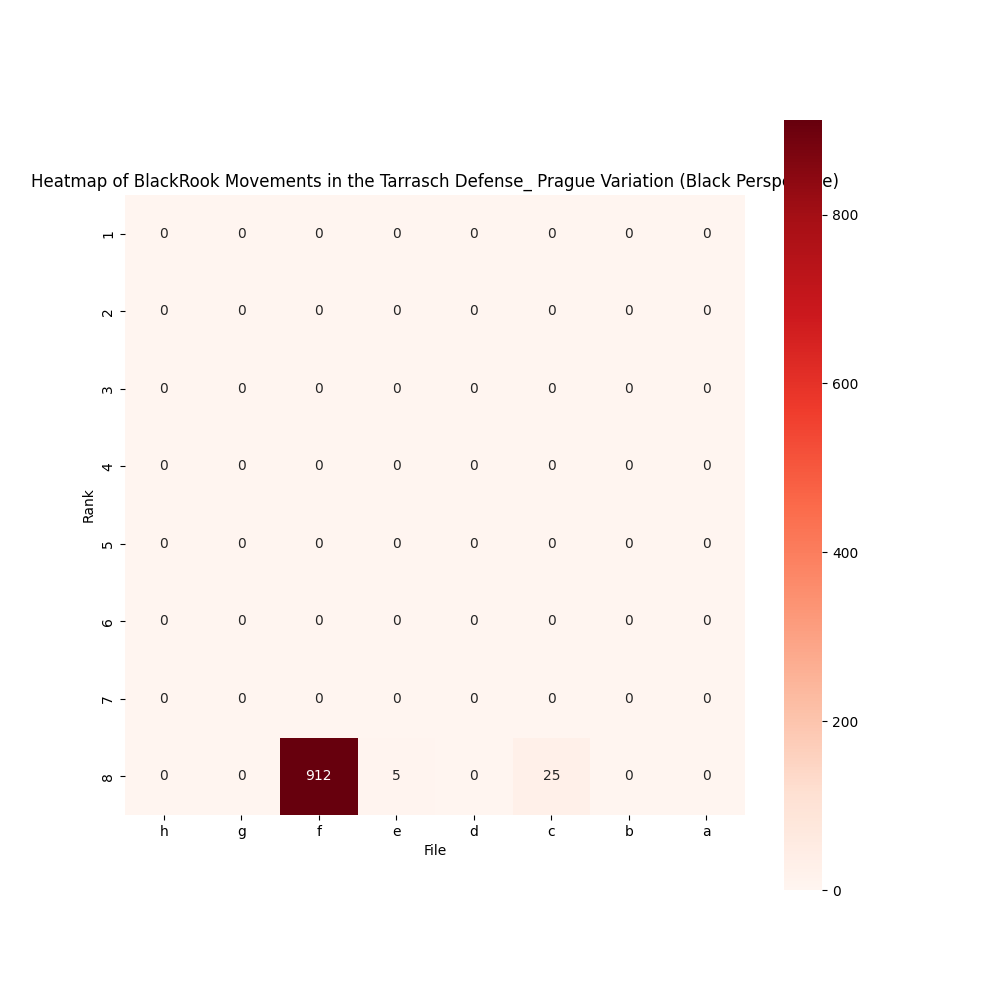 Heatmap of BlackRook Movements in the Tarrasch Defense_ Prague Variation (Black Persp e)
1 0 0 0 0 0 0 0 0
2 0 0 0 0 0 0 0 0
3 0 0 0 0 0 0 0 0
4 0 0 0 0 0 0 0 0
Rank
5 0 0 0 0 0 0 0 0
6 0 0 0 0 0 0 0 0
7 0 0 0 0 0 0 0 0
8 0 0 912 5 0 25 0 0
h g f e d c b a
File
800
600
400
200
0